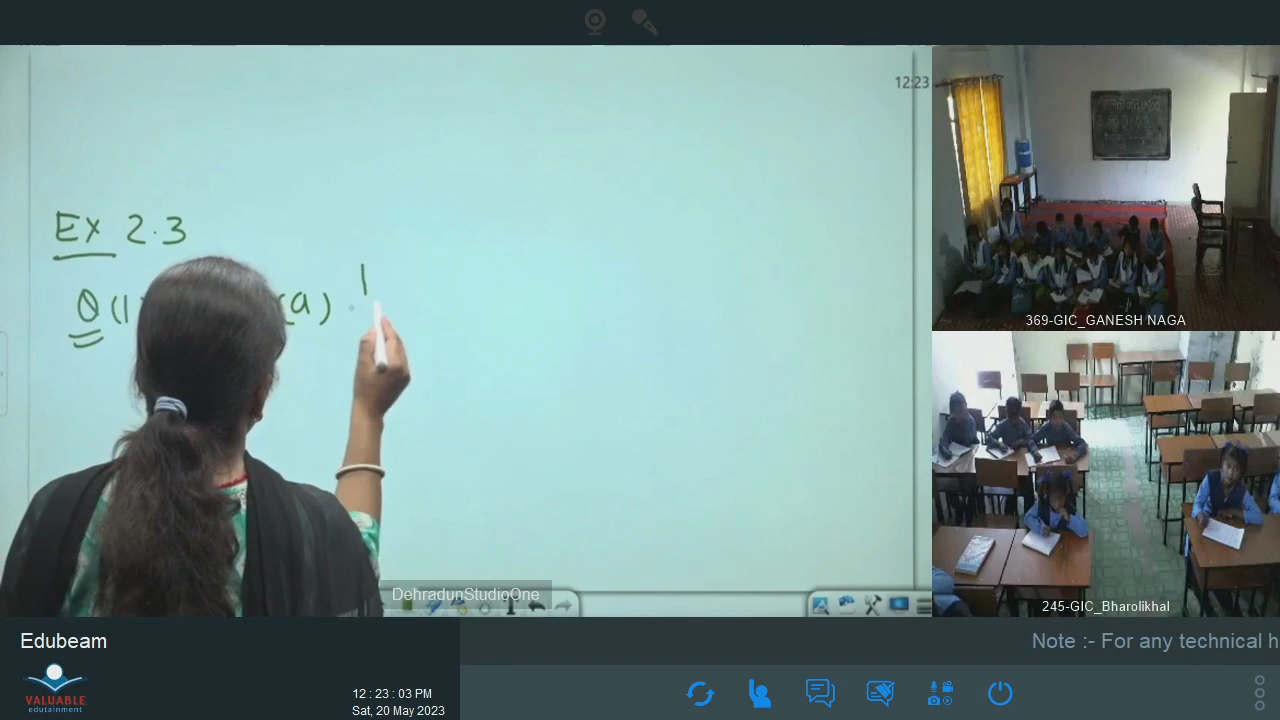 12:23
Ex 2.3
Q (1
(a) 1
369-GIC_GANESH NAGA
DehradunStudioOne
245-GIC_Bharolikhal
Edubeam
VALUABLE
edutainment
12 : 23 : 03 PM
Sat, 20 May 2023
Note :- For any technical h